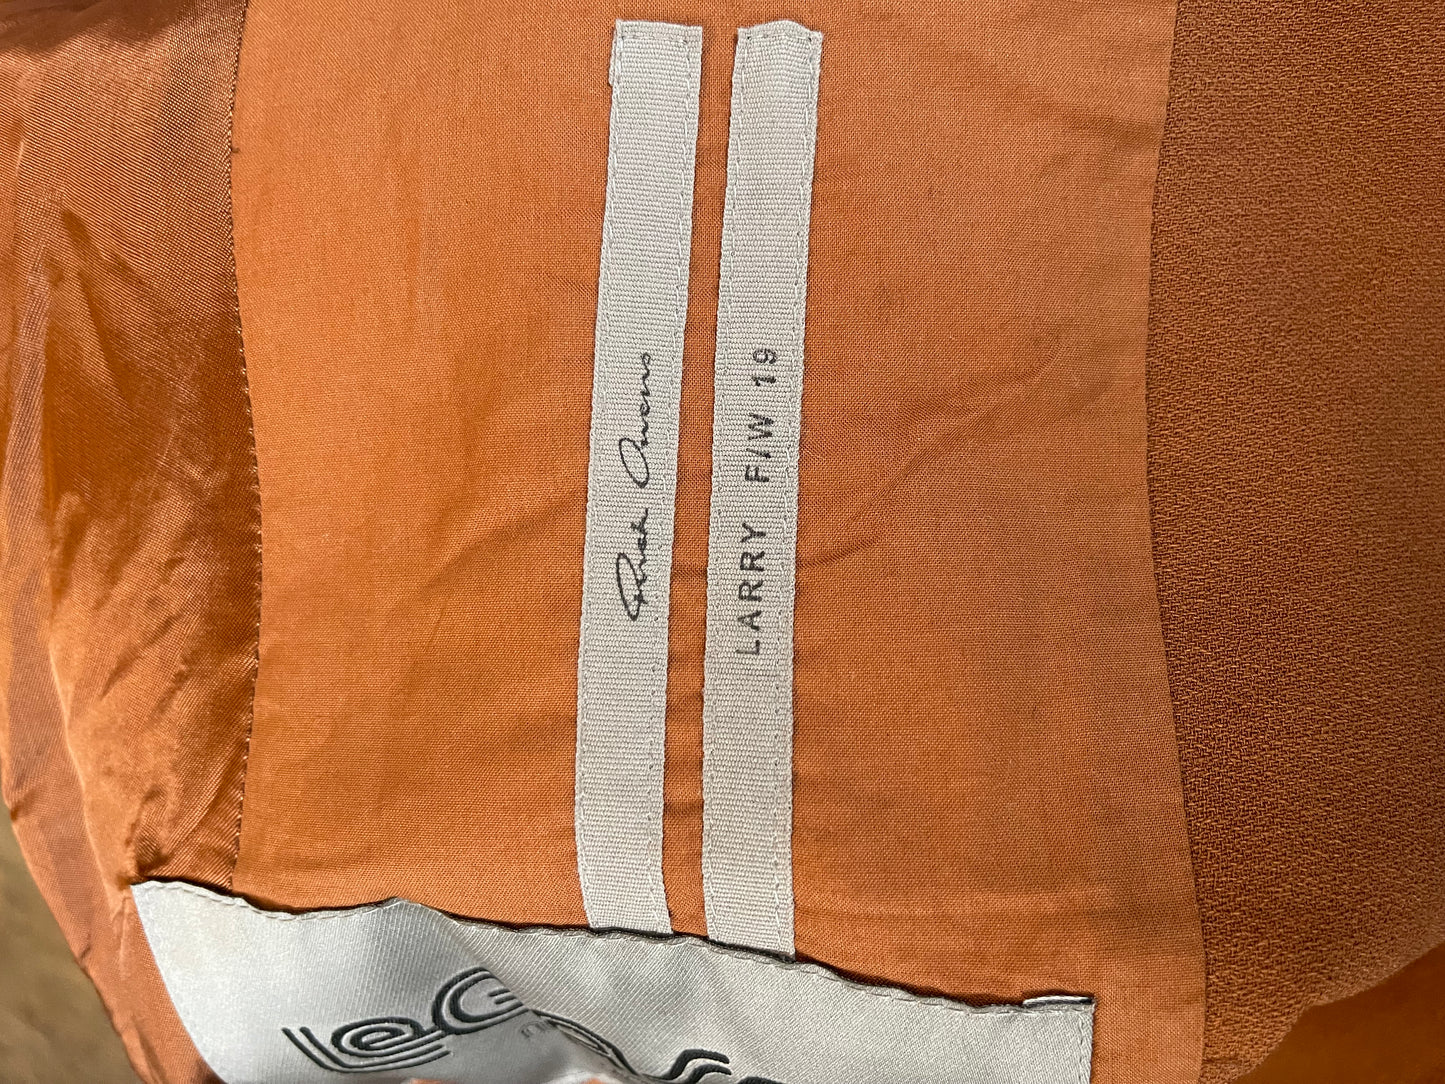 Rick Owens
LARRY F/W 19